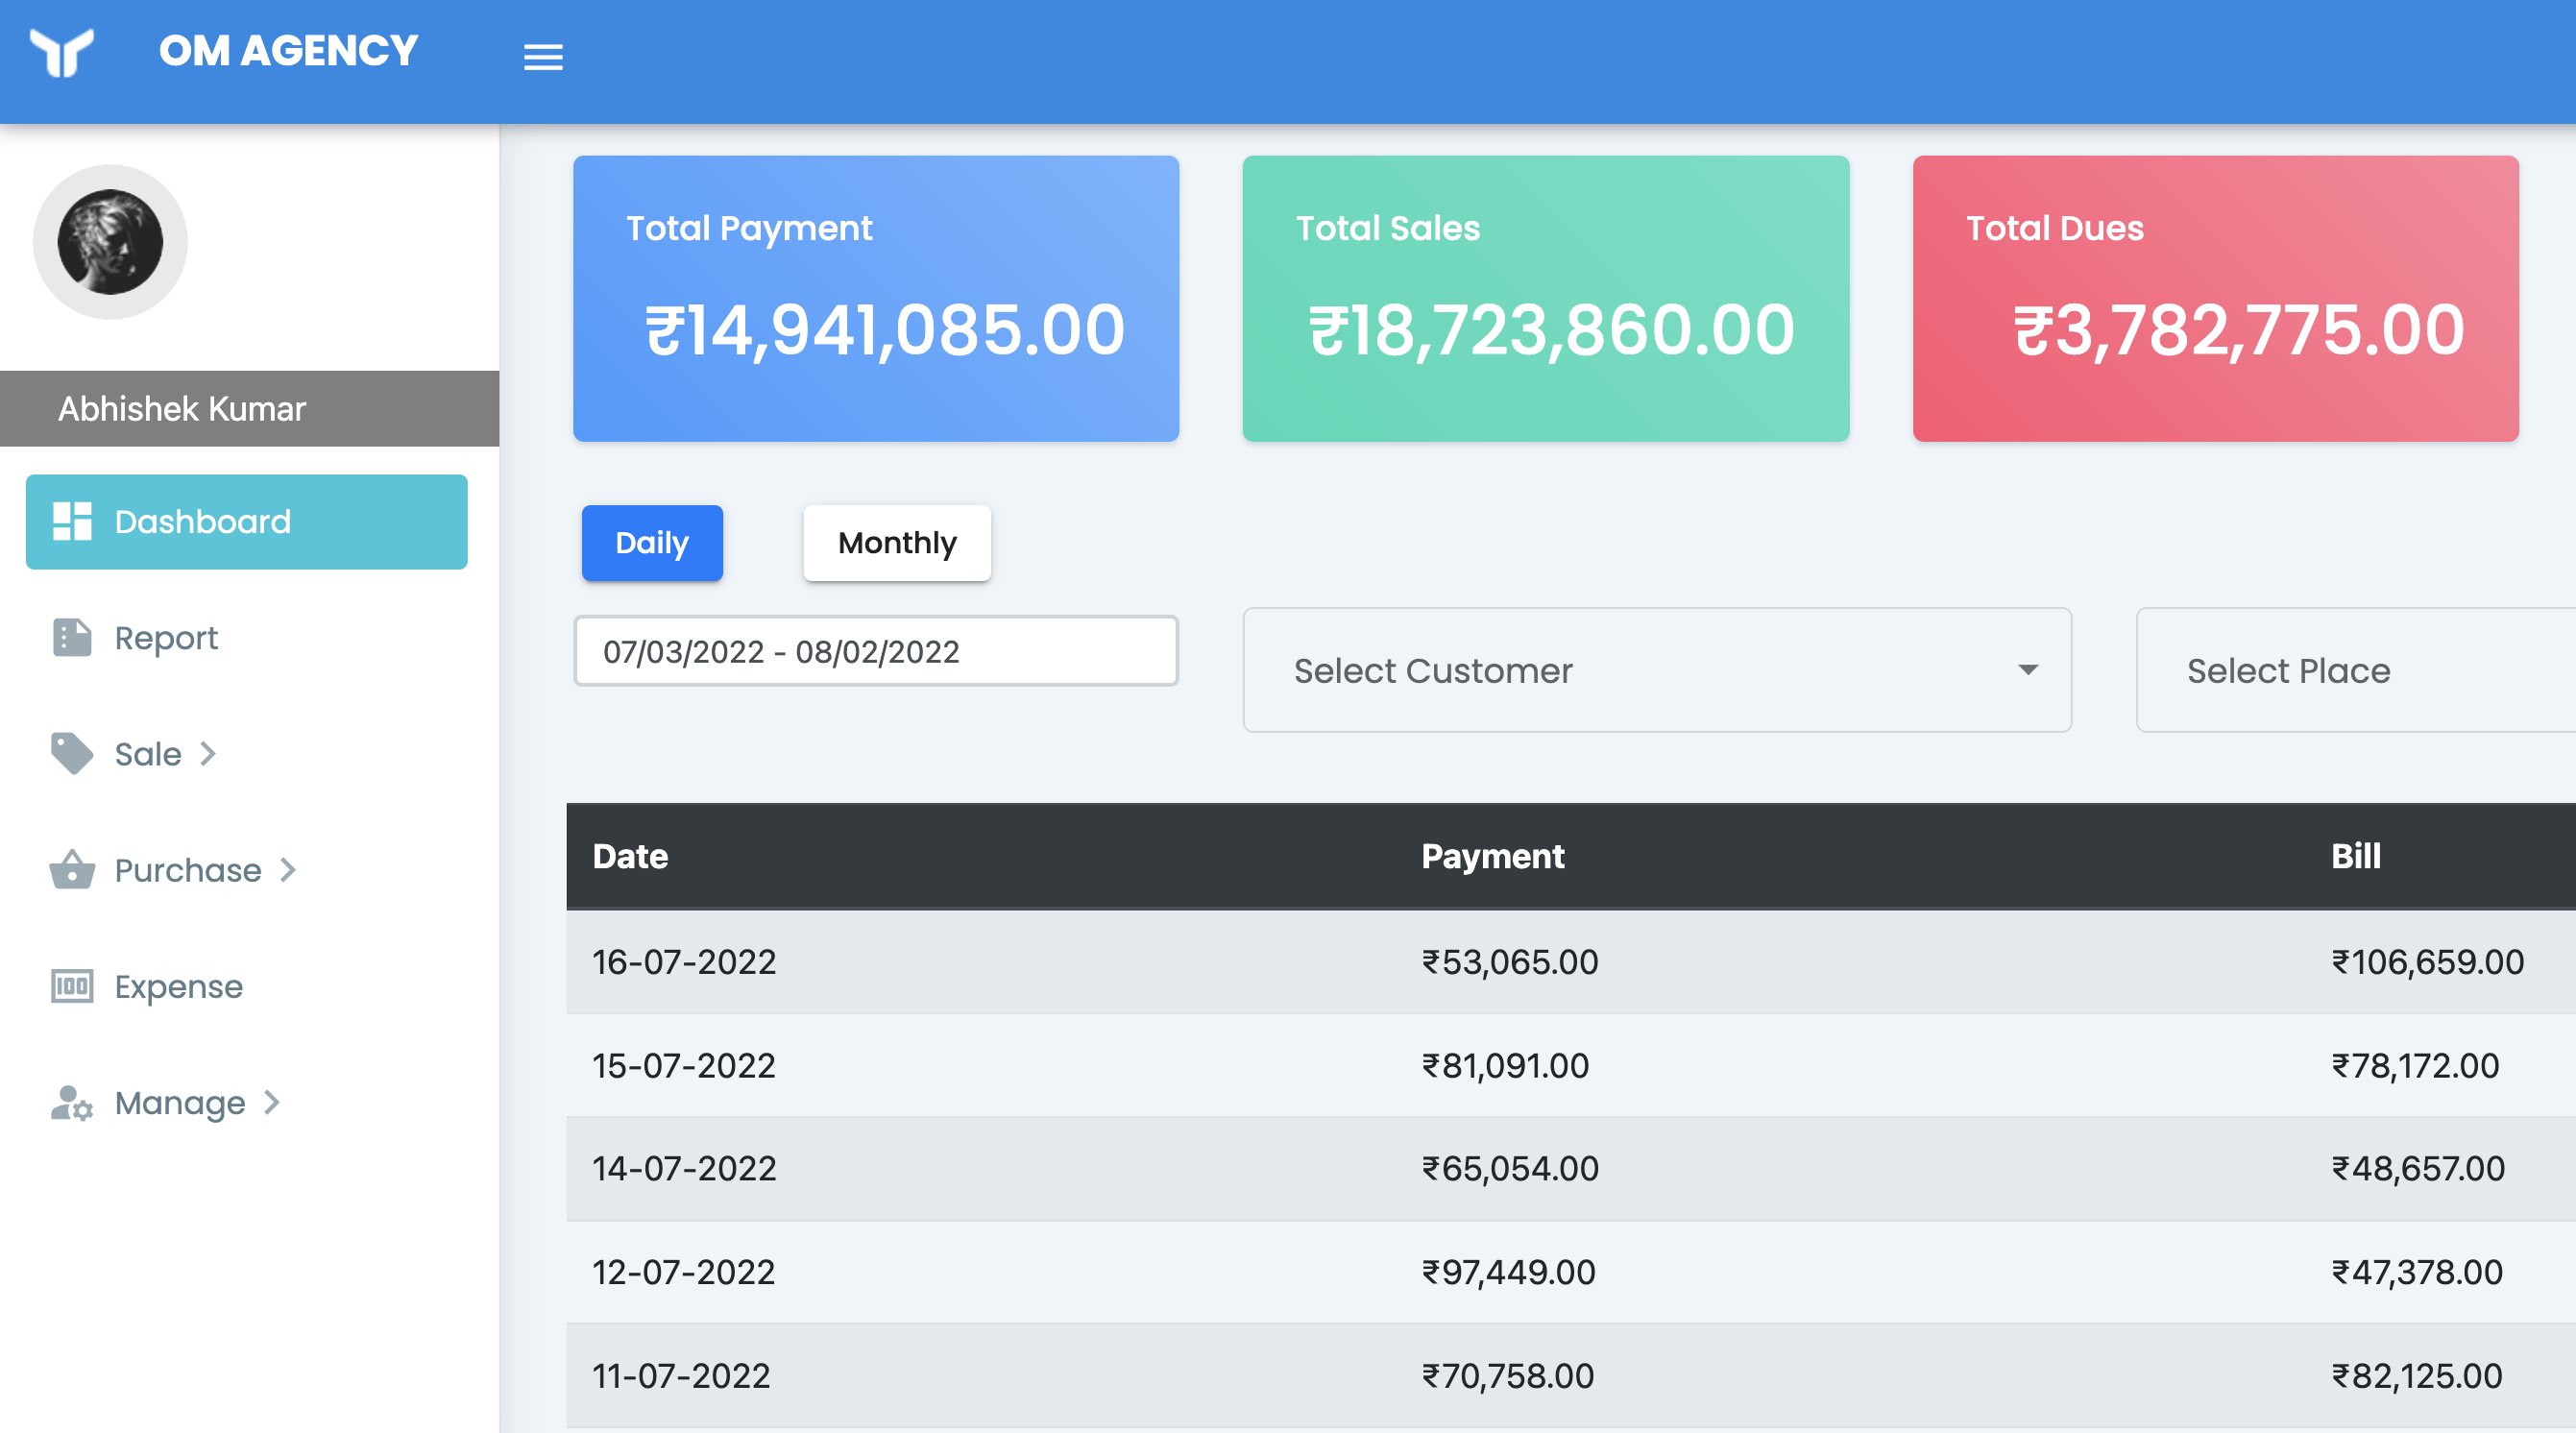 OM AGENCY
Total Payment
₹14,941,085.00
Total Sales
₹18,723,860.00
Total Dues
₹3,782,775.00
Abhishek Kumar
Dashboard
Report
Sale
Purchase
100 Expense
Manage
Daily Monthly
07/03/2022 - 08/02/2022 Select Customer Select Place
Date Payment Bill
16-07-2022 ₹53,065.00 ₹106,659.00
15-07-2022 ₹81,091.00 ₹78,172.00
14-07-2022 ₹65,054.00 ₹48,657.00
12-07-2022 ₹97,449.00 ₹47,378.00
11-07-2022 ₹70,758.00 ₹82,125.00